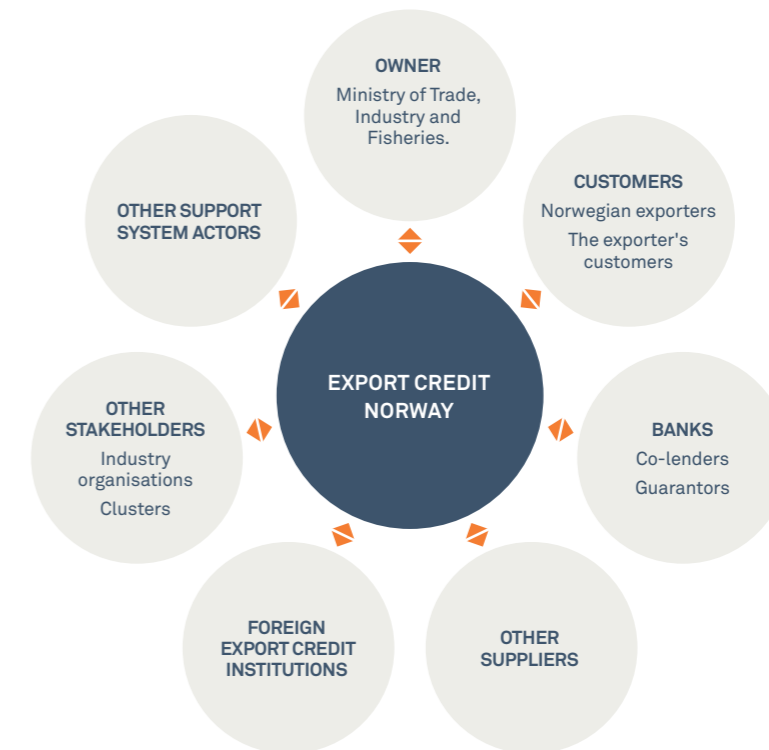 OWNER
Ministry of Trade,
Industry and
Fisheries.
CUSTOMERS
Norwegian exporters
The exporter's
customers
OTHER SUPPORT
SYSTEM ACTORS
EXPORT CREDIT
NORWAY
OTHER
STAKEHOLDERS
Industry
organisations
Clusters
BANKS
Co-lenders
Guarantors
FOREIGN
EXPORT CREDIT
INSTITUTIONS
OTHER
SUPPLIERS